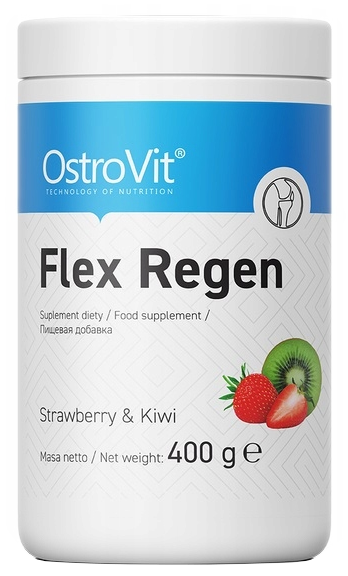 OstroVit®
TECHNOLOGY OF NUTRITION
Flex Regen
Suplement diety / Food supplement /
Пищевая добавка
Strawberry & Kiwi
Masa netto / Net weight: 400 g ℮